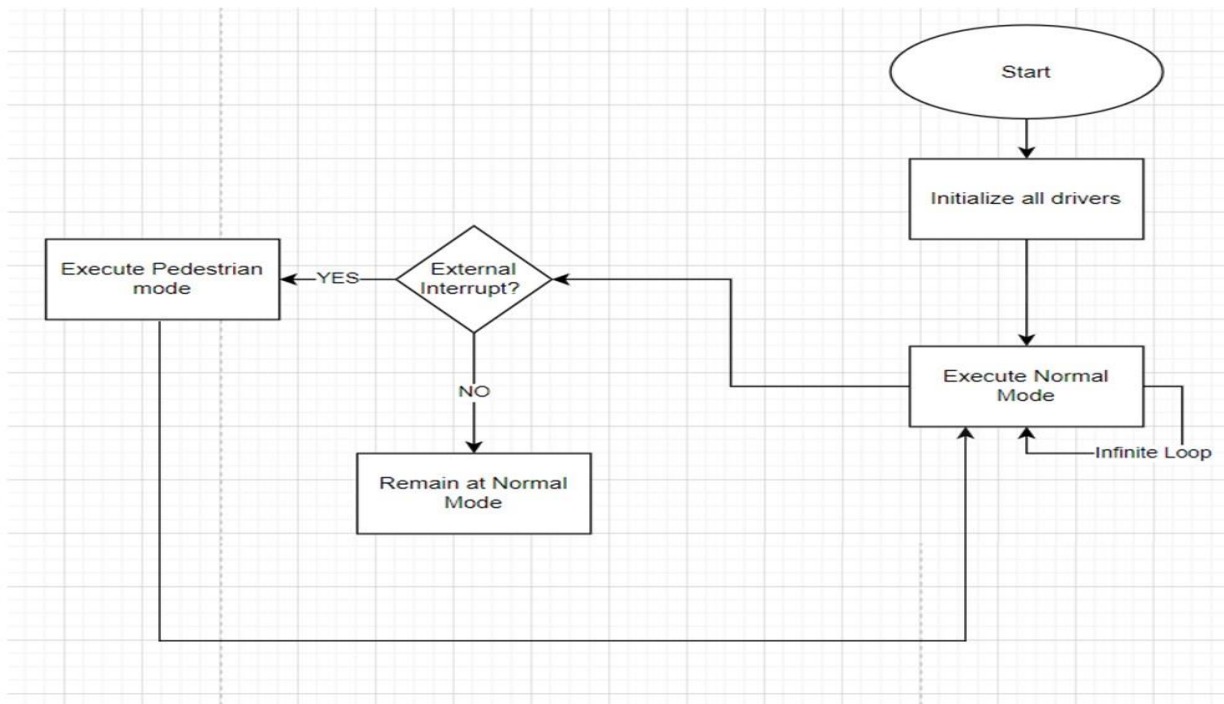 Start
Initialize all drivers
Execute Pedestrian
mode
YES
External
Interrupt?
NO
Execute Normal
Mode
Infinite Loop
Remain at Normal
Mode